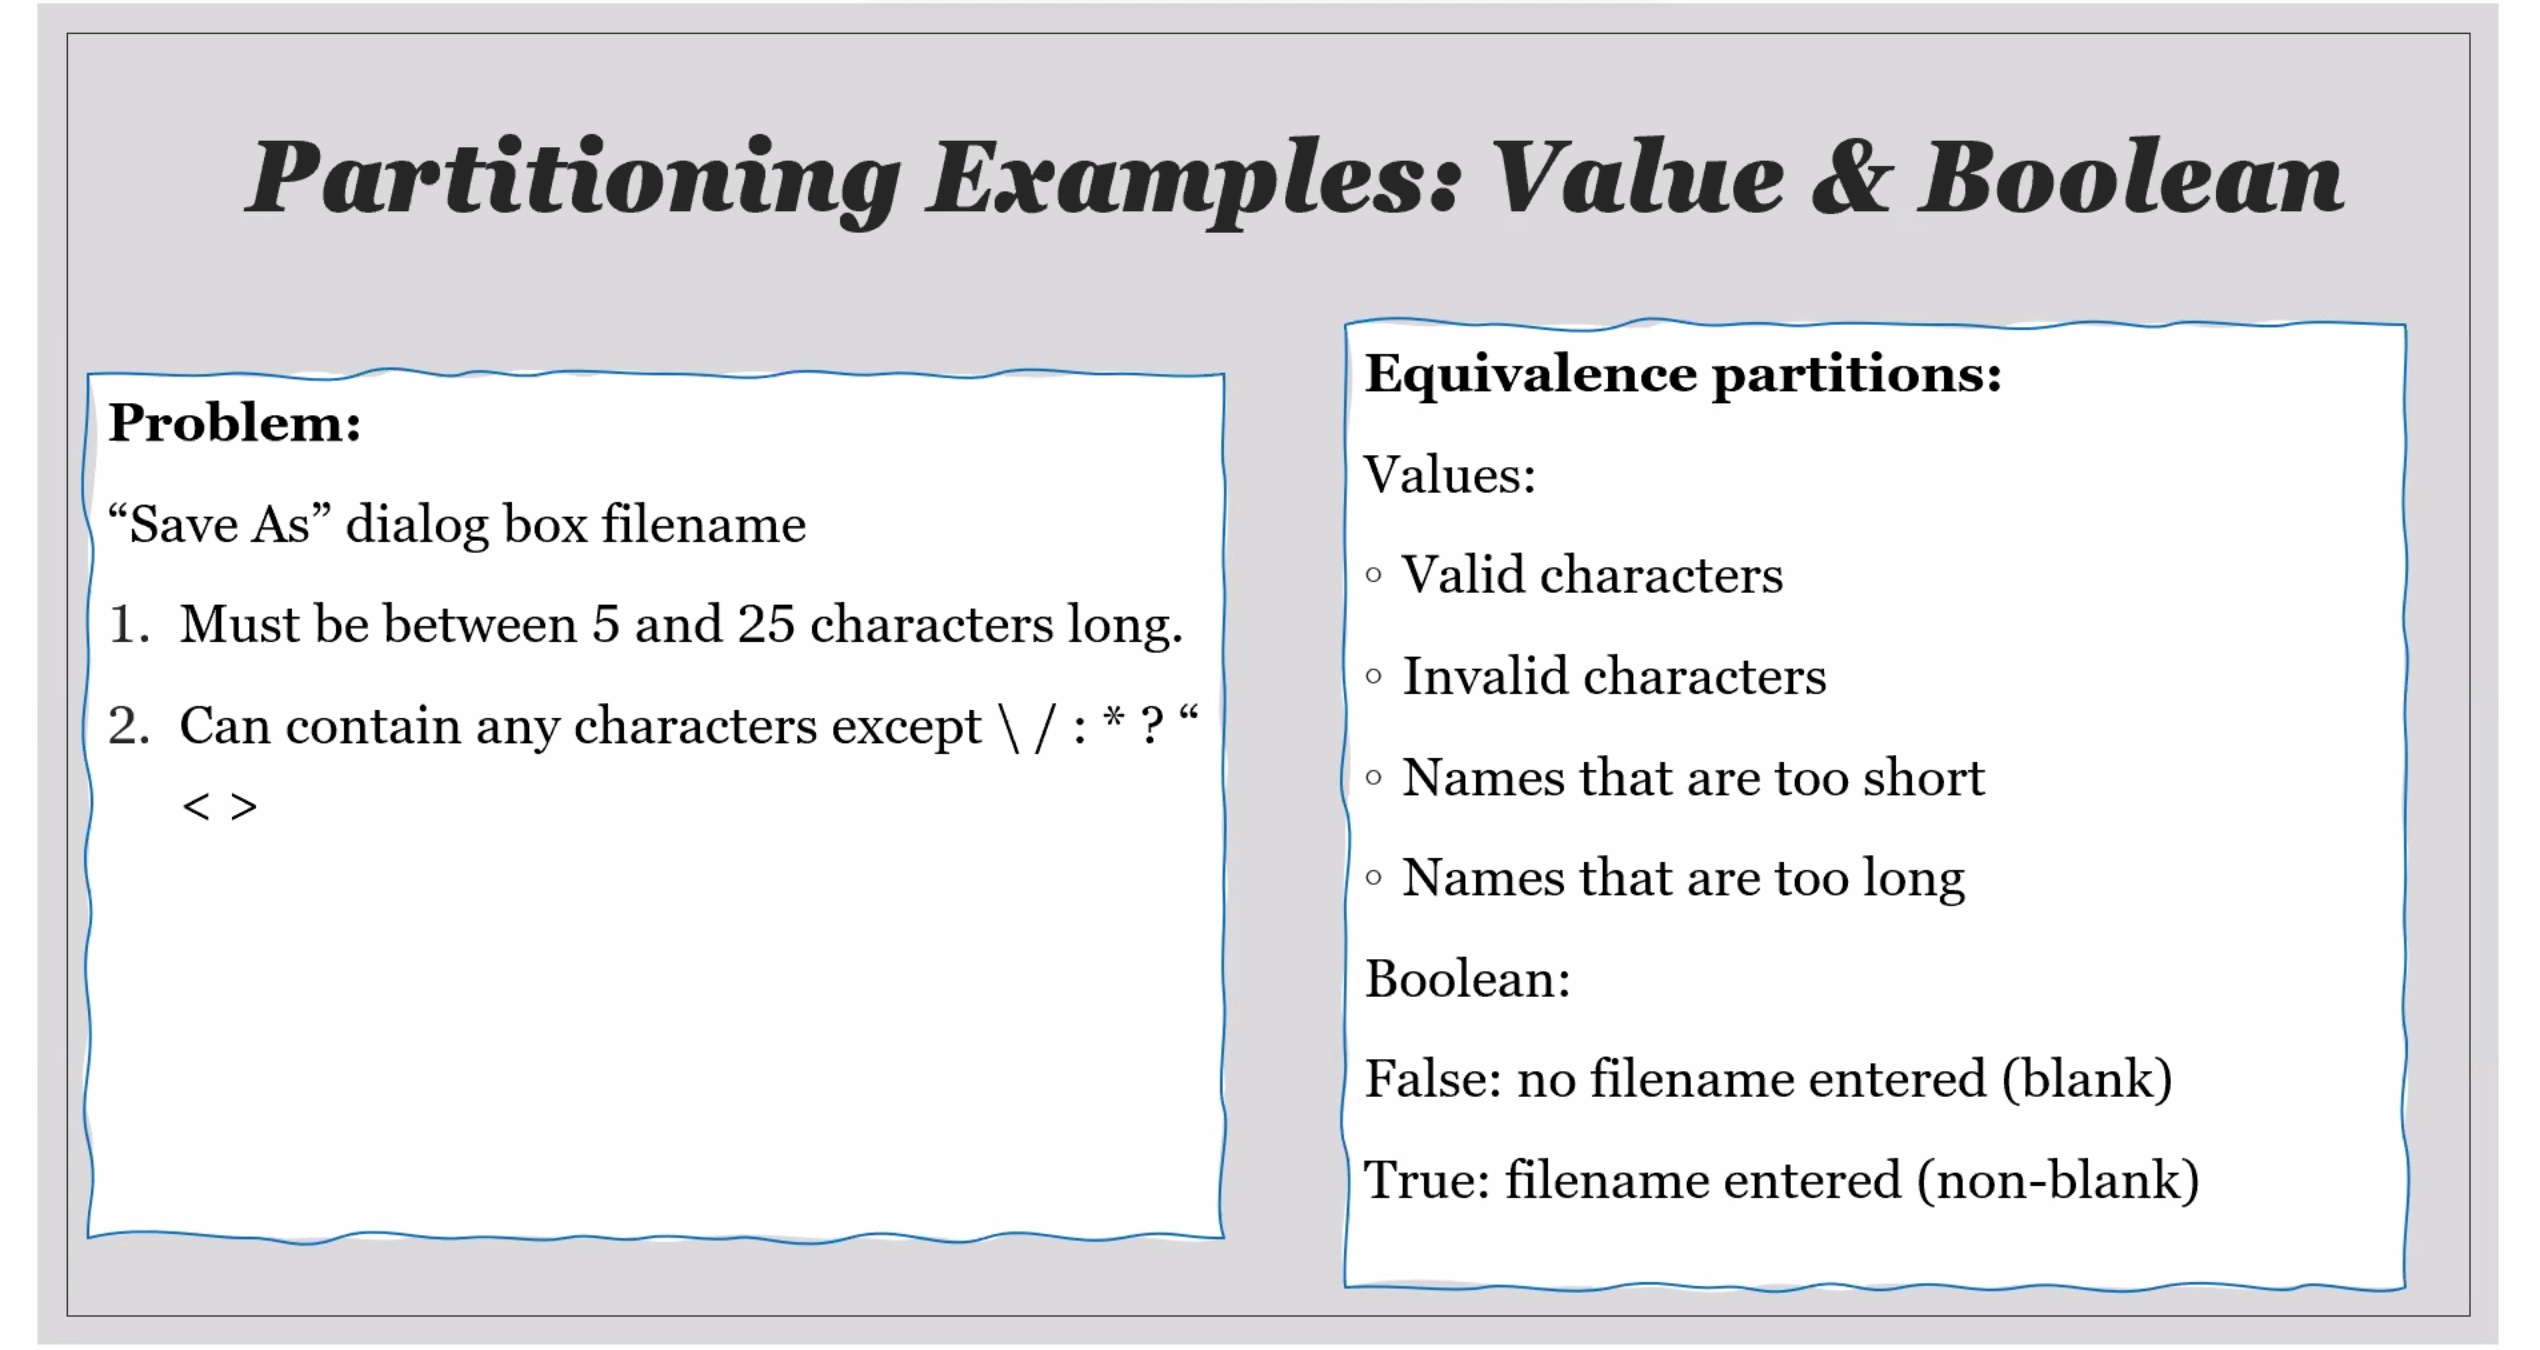 Partitioning Examples: Value & Boolean
Problem:
“Save As” dialog box filename
1. Must be between 5 and 25 characters long.
2. Can contain any characters except \ / : * ? “
< >
Equivalence partitions:
Values:
◦ Valid characters
◦ Invalid characters
◦ Names that are too short
◦ Names that are too long
Boolean:
False: no filename entered (blank)
True: filename entered (non-blank)